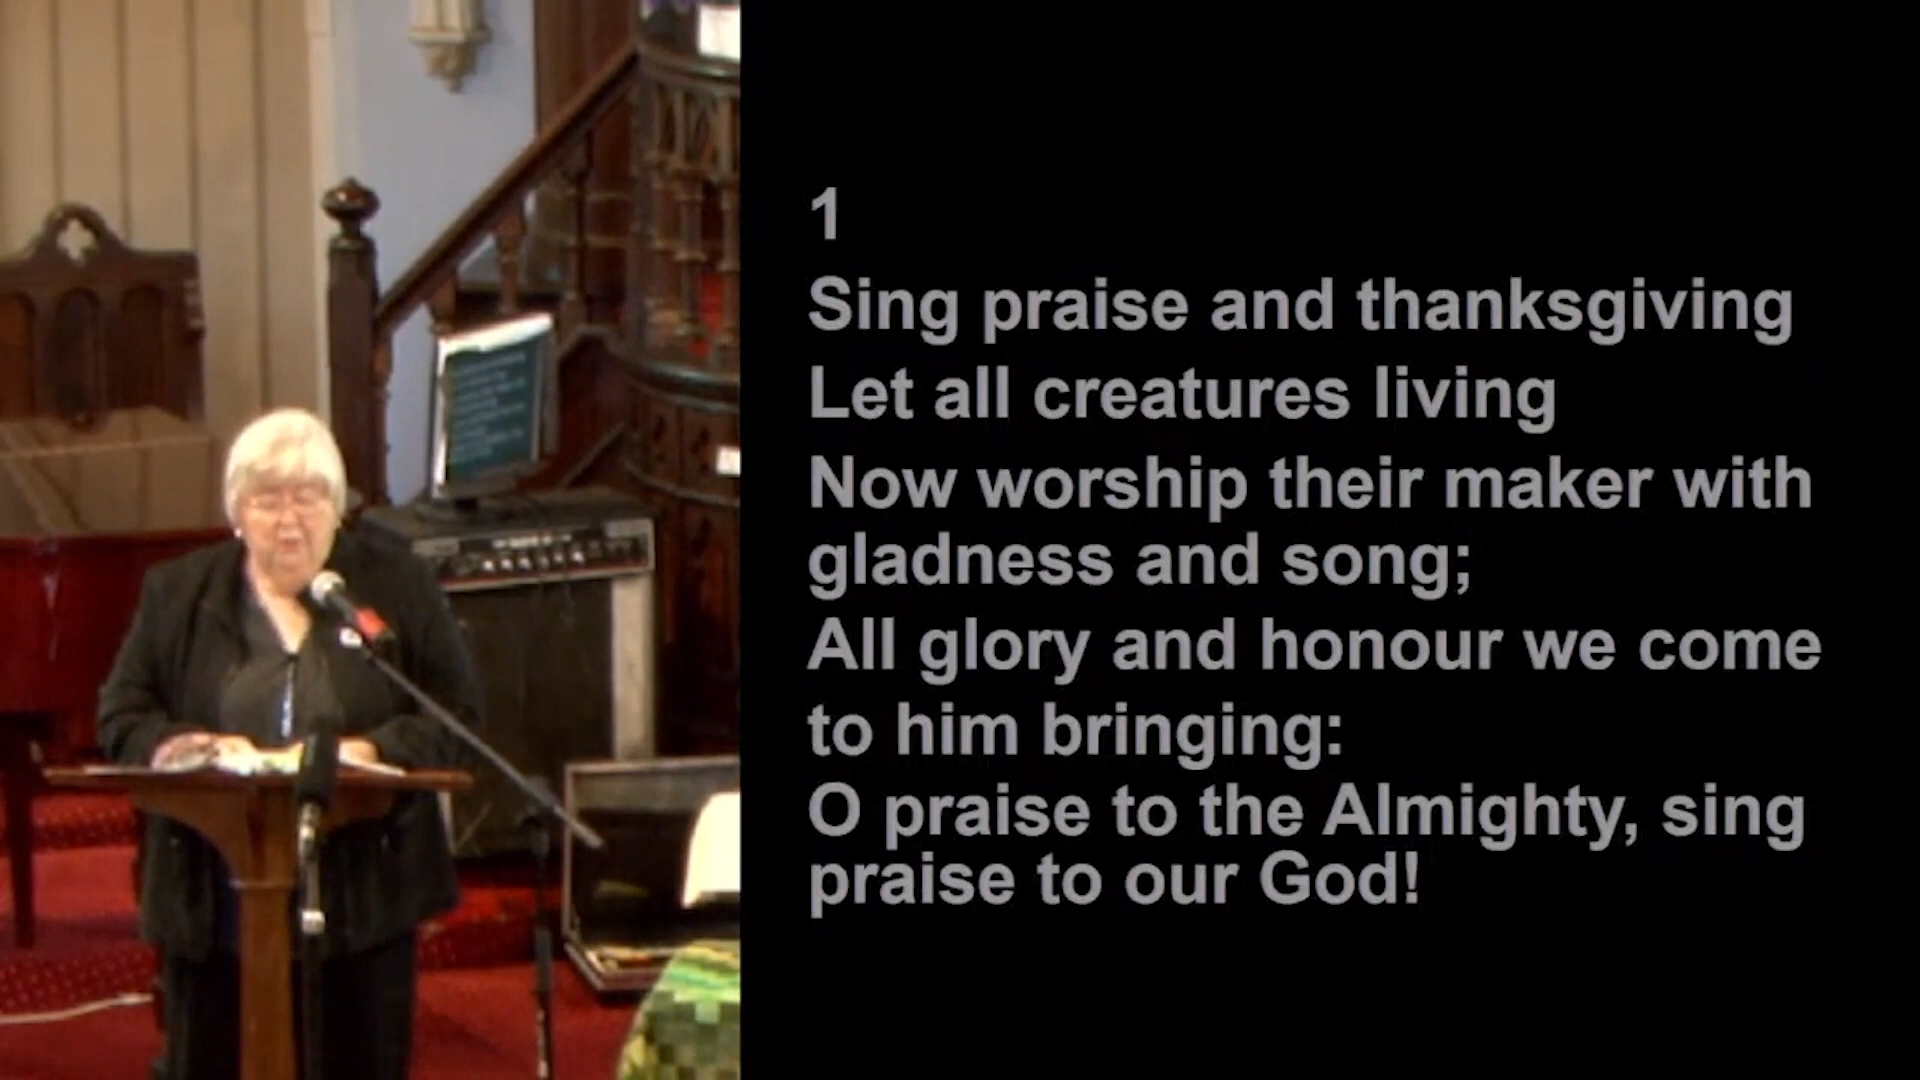 1
Sing praise and thanksgiving
Let all creatures living
Now worship their maker with
gladness and song;
All glory and honour we come
to him bringing:
O praise to the Almighty, sing
praise to our God!